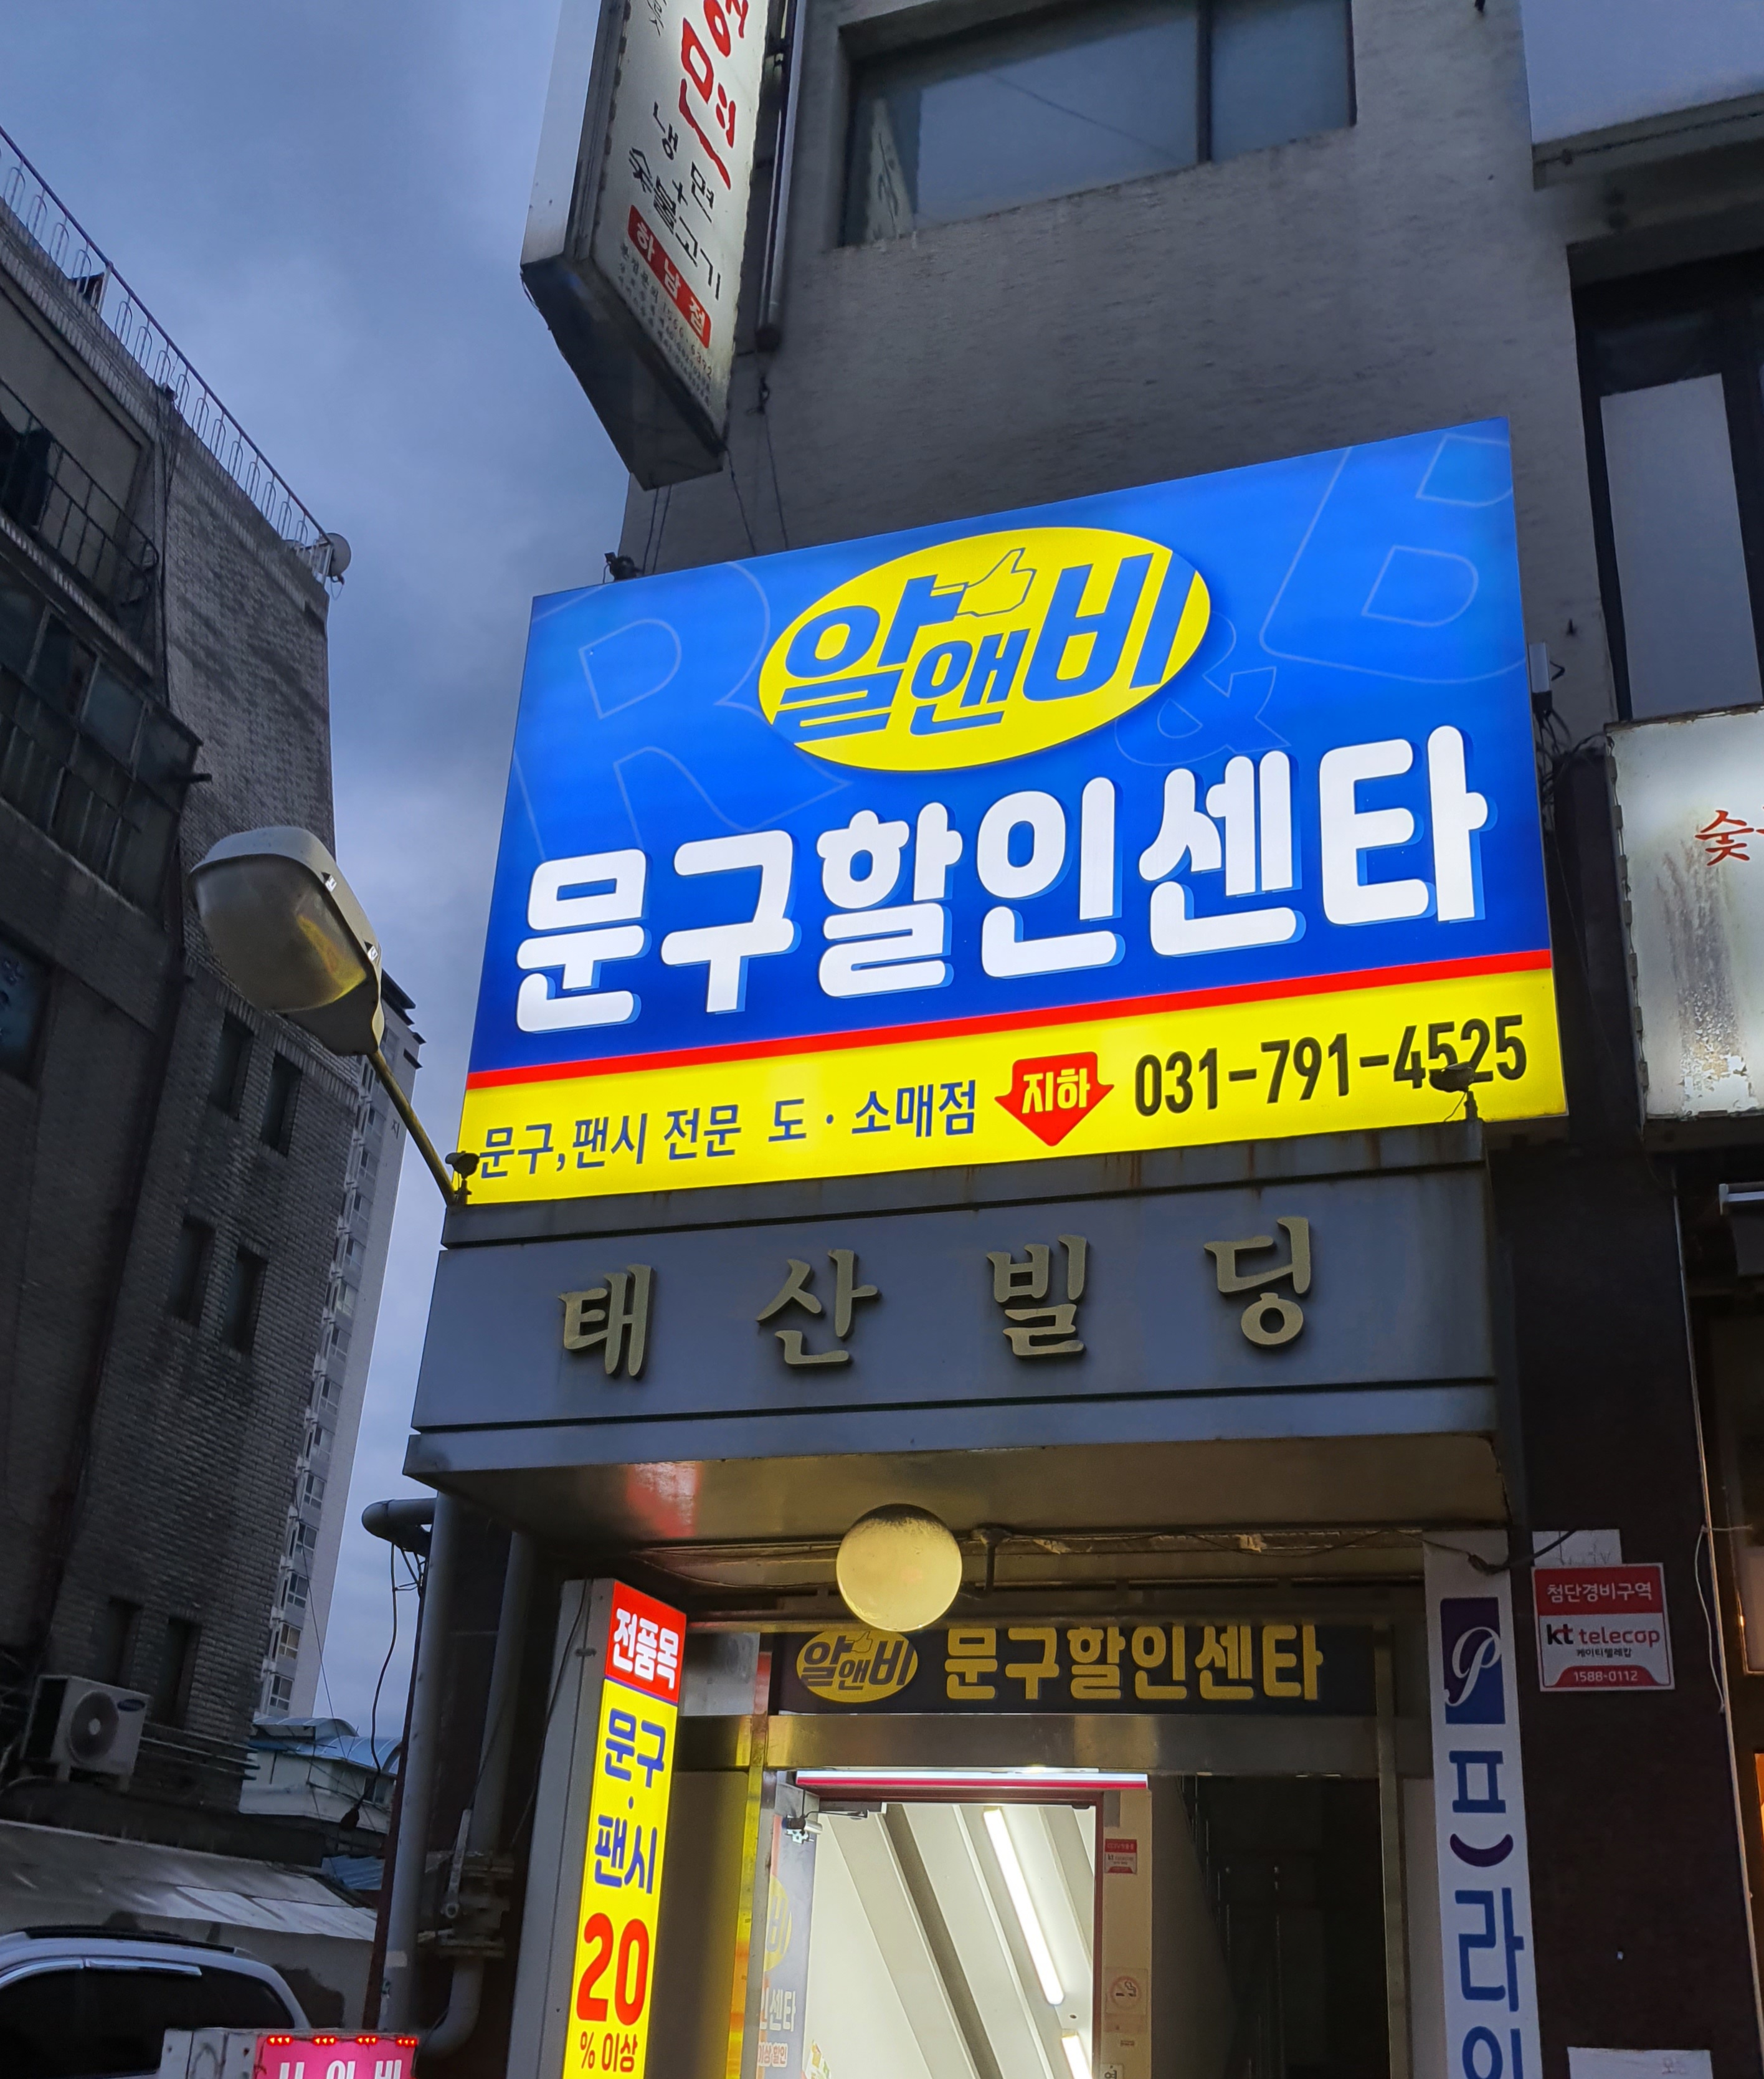 냉면
+
숯불고기
하남점
알앤비
R&B
문구할인센타
문구,팬시 전문 도·소매점
지하
031-791-4525
태산빌딩
알앤비 문구할인센타
전품목
문구
·
팬시
20
% 이상
첨단경비구역
kt telecop
케이티텔레캅
1588-0112